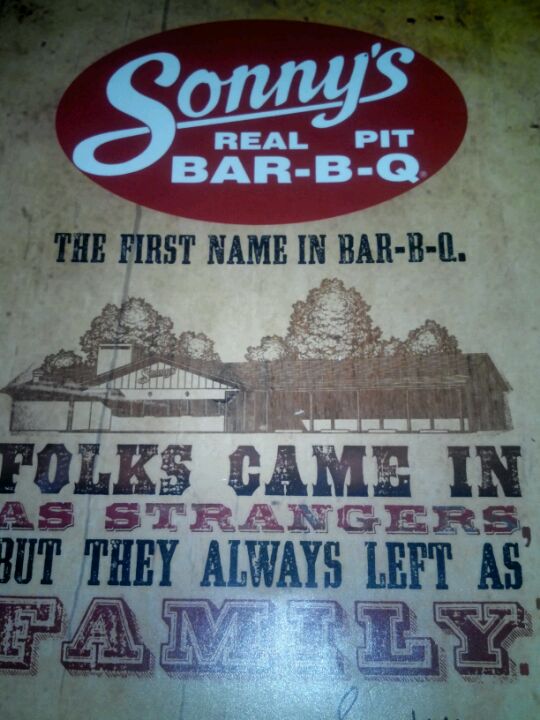 Sonny's
REAL PIT
BAR-B-Q®
THE FIRST NAME IN BAR-B-Q.
FOLKS CAME IN
AS STRANGERS,
BUT THEY ALWAYS LEFT AS
FAMILY.